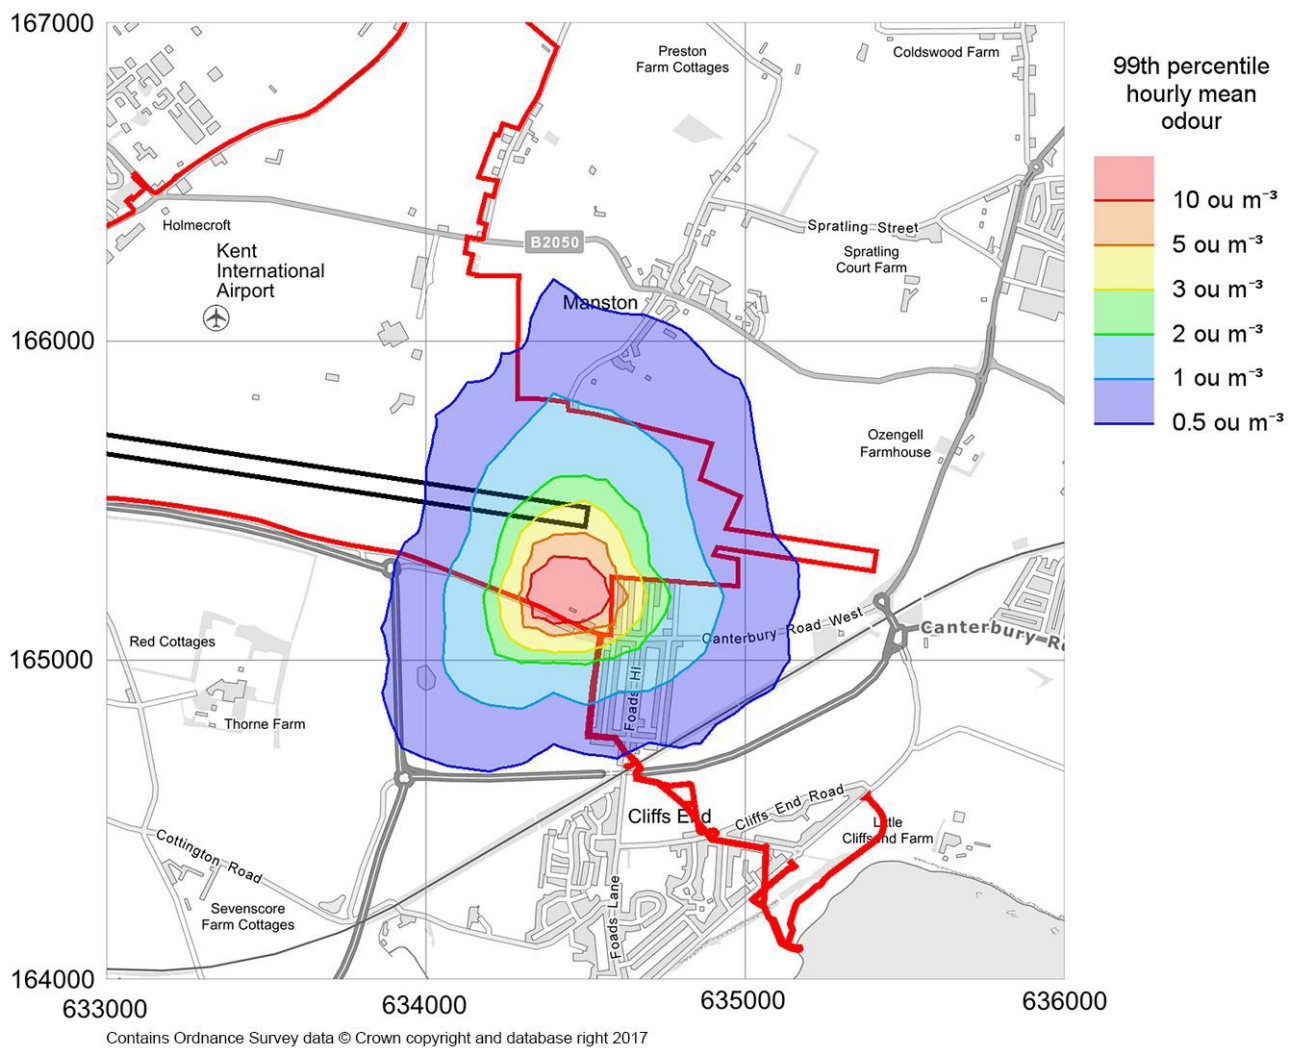 167000
166000
165000
164000
633000
634000
635000
636000
Preston
Farm Cottages
Coldswood Farm
Holmecroft
Kent
International
Airport
B2050
Spratling Street
Spratling
Court Farm
Manston
Ozengell
Farmhouse
Red Cottages
Thorne Farm
Canterbury Road West
Canterbury
Foads Hl
Cliffs End
Cliffs End Road
Little
Cliffsend Farm
Cottington Road
Sevenscore
Farm Cottages
Foads Lane
99th percentile
hourly mean
odour
10 ou m⁻³
5 ou m⁻³
3 ou m⁻³
2 ou m⁻³
1 ou m⁻³
0.5 ou m⁻³
Contains Ordnance Survey data © Crown copyright and database right 2017